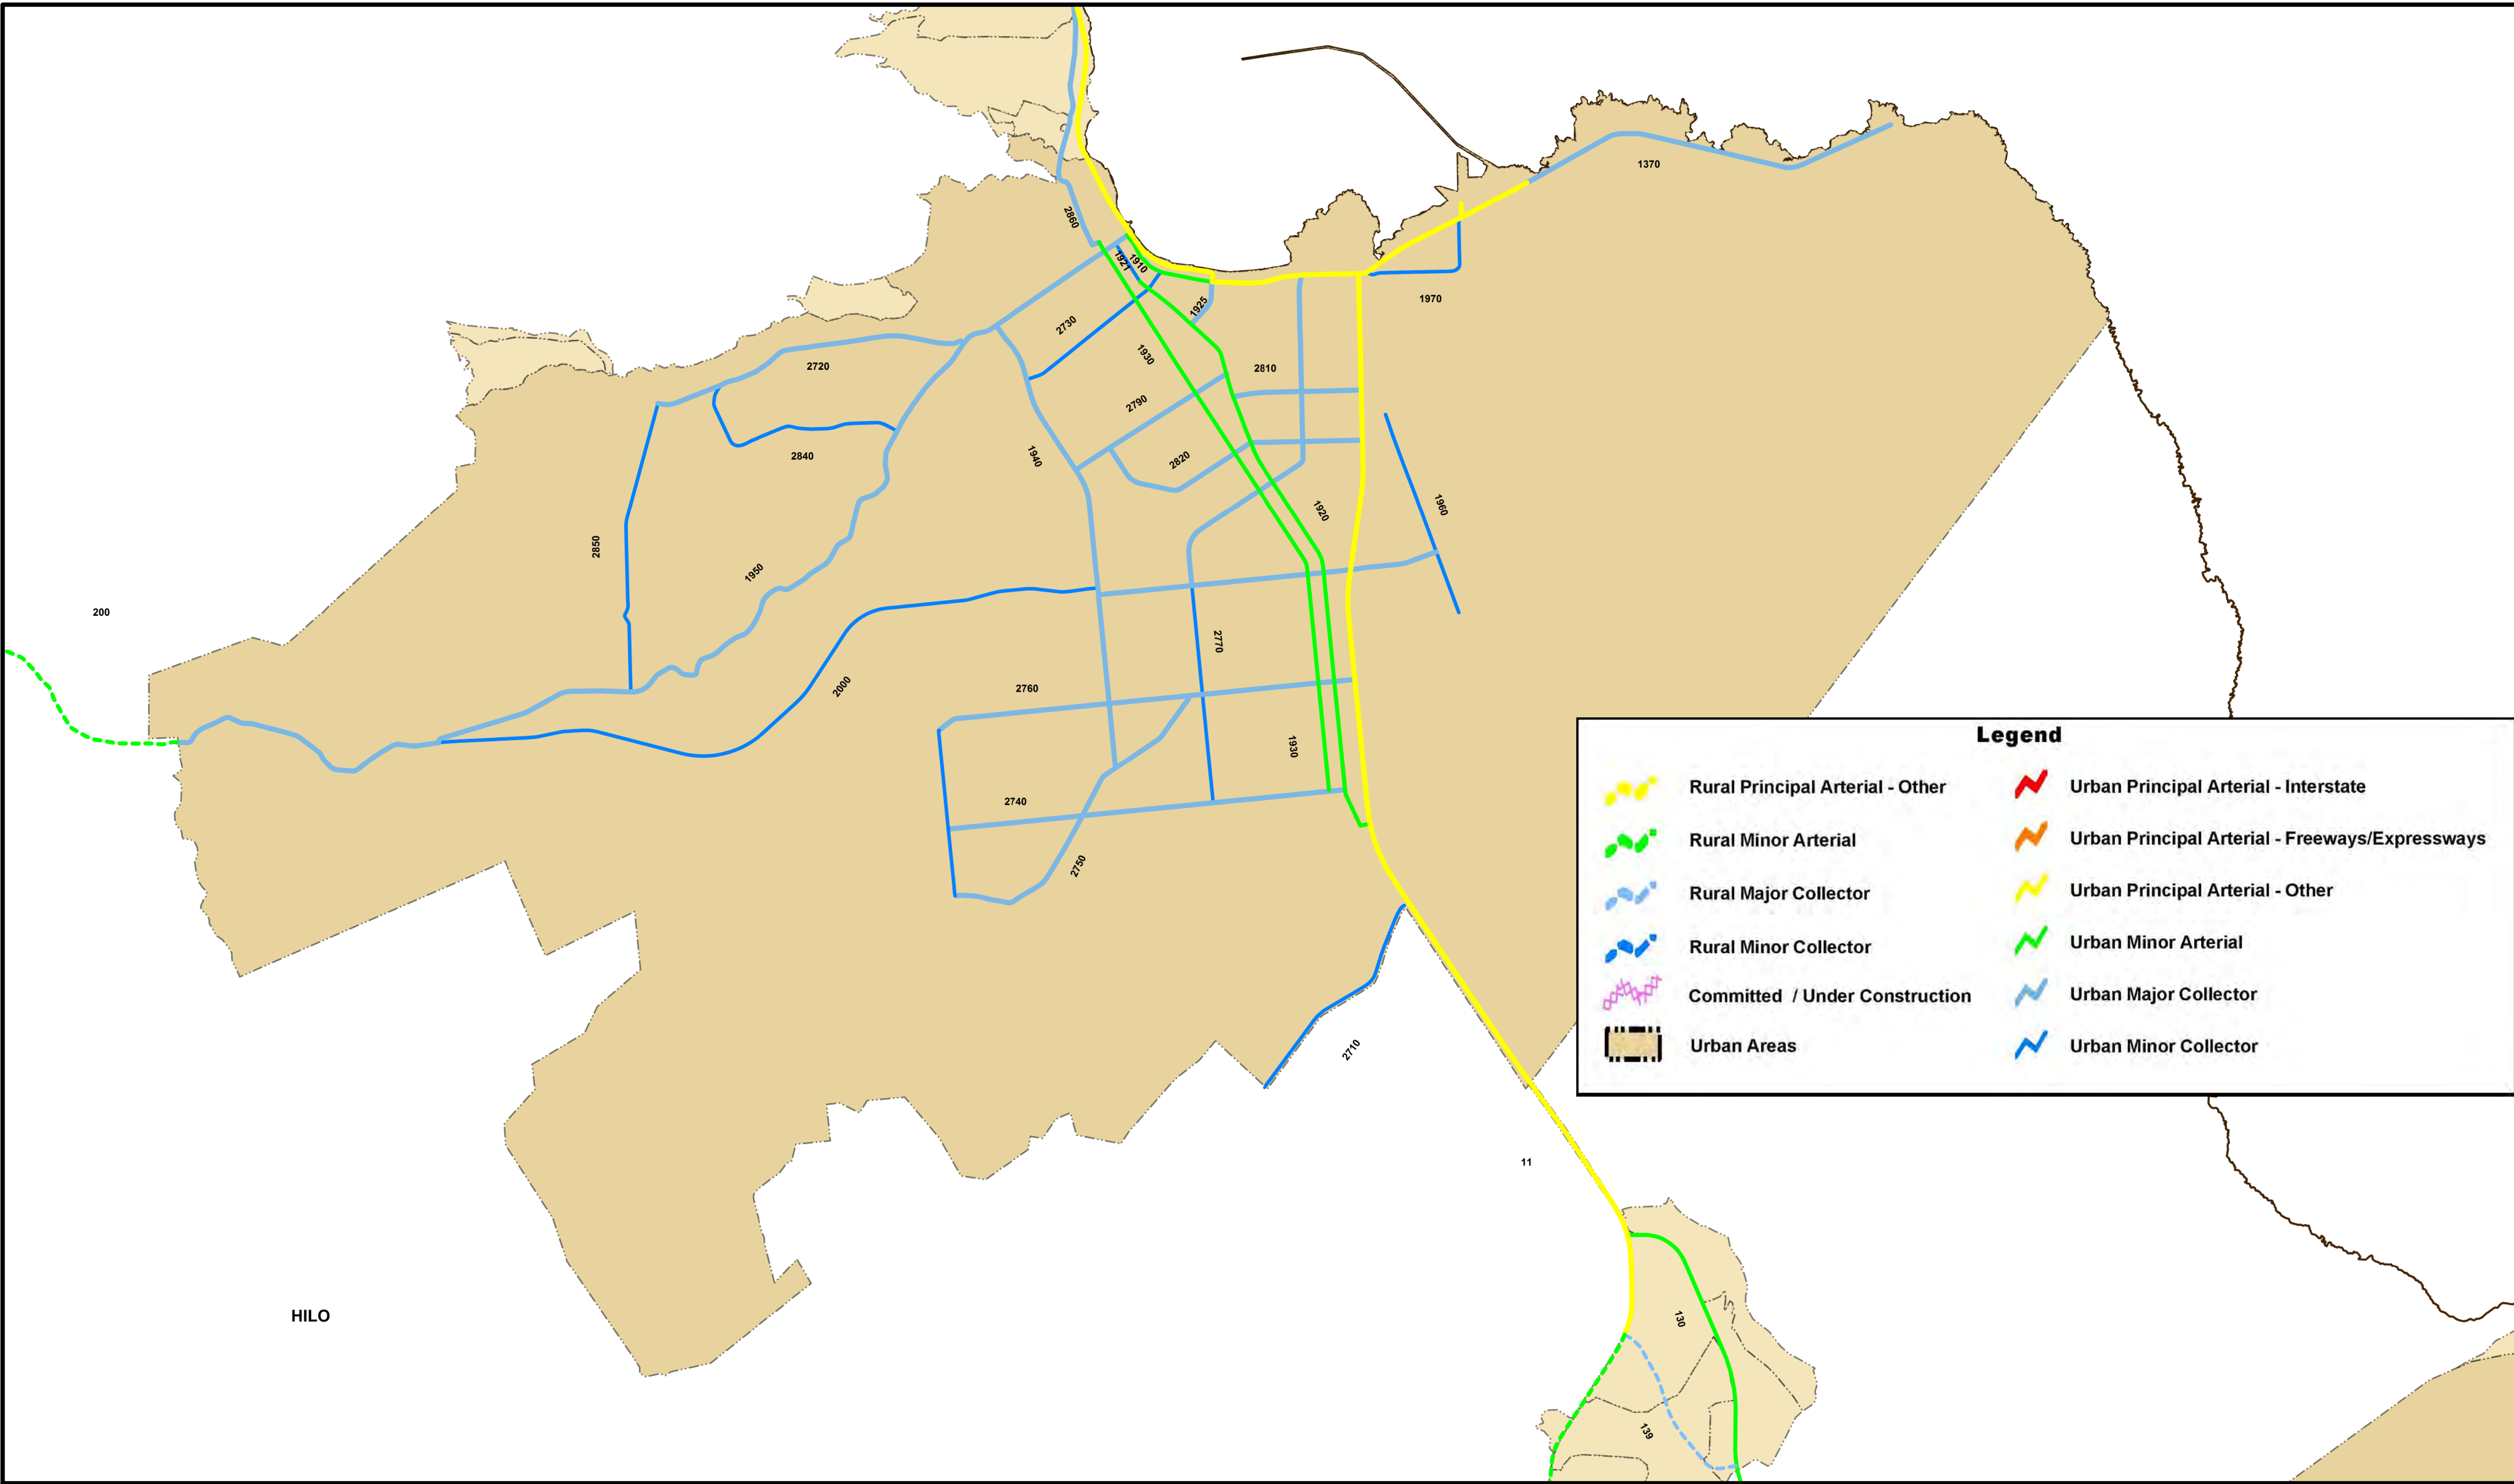 1370
2860
1921
1910
1970
1925
2730
1930
2720
2810
2790
2840
1940
2820
1960
1920
2850
1950
200
2770
2000
2760
1930
2740
2750
2710
11
HILO
130
139
Legend
Rural Principal Arterial - Other
Urban Principal Arterial - Interstate
Rural Minor Arterial
Urban Principal Arterial - Freeways/Expressways
Rural Major Collector
Urban Principal Arterial - Other
Rural Minor Collector
Urban Minor Arterial
Committed / Under Construction
Urban Major Collector
Urban Areas
Urban Minor Collector